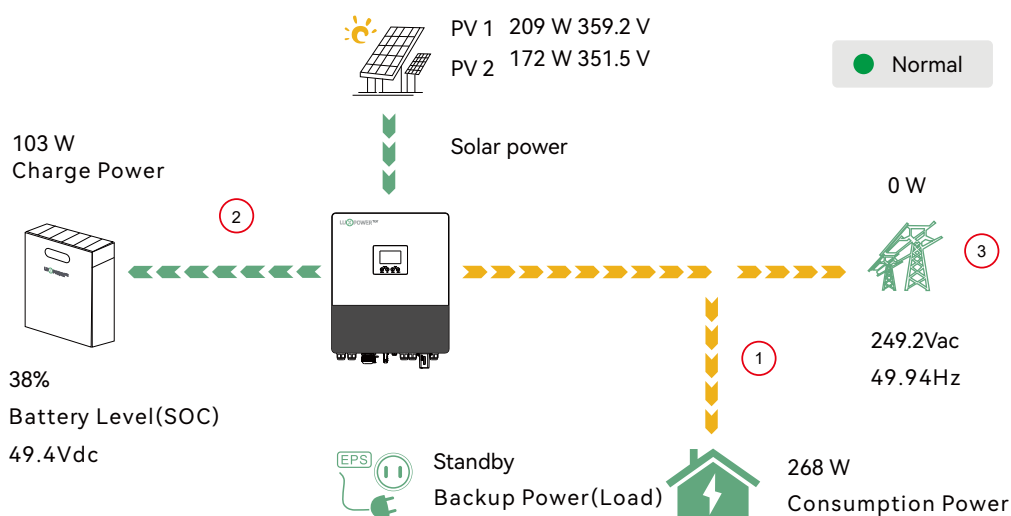 PV 1 209 W 359.2 V
PV 2 172 W 351.5 V
Normal
Solar power
103 W
Charge Power
0 W
2
LUXPOWER
3
1
249.2Vac
49.94Hz
38%
Battery Level(SOC)
49.4Vdc
EPS
Standby
Backup Power(Load)
268 W
Consumption Power